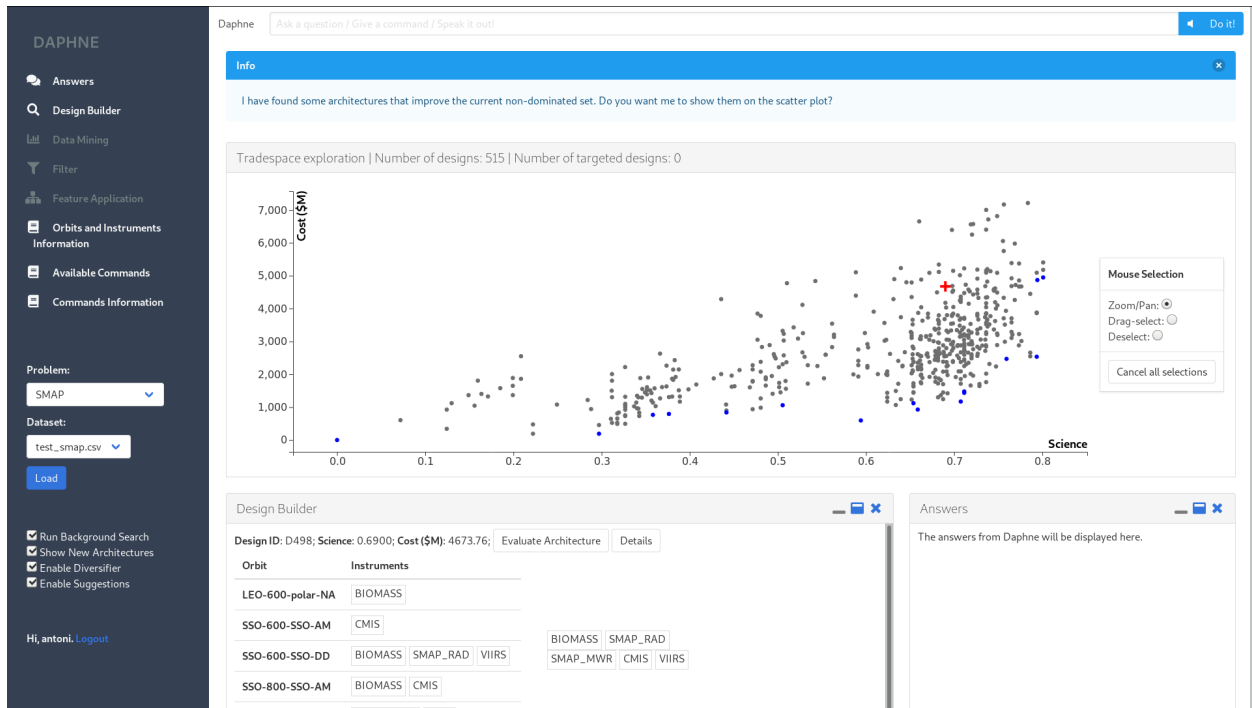 DAPHNE
Answers
Design Builder
Data Mining
Filter
Feature Application
Orbits and Instruments
Information
Available Commands
Commands Information
Problem:
SMAP
Dataset:
test_smap.csv
Load
Run Background Search
Show New Architectures
Enable Diversifier
Enable Suggestions
Hi, antoni. Logout
Daphne Ask a question / Give a command / Speak it out! Do it!
Info
I have found some architectures that improve the current non-dominated set. Do you want me to show them on the scatter plot?
Tradespace exploration | Number of designs: 515 | Number of targeted designs: 0
Cost ($M)
7,000
6,000
5,000
4,000
3,000
2,000
1,000
0
Science
0.0 0.1 0.2 0.3 0.4 0.5 0.6 0.7 0.8
Mouse Selection
Zoom/Pan:
Drag-select:
Deselect:
Cancel all selections
Design Builder
Design ID: D498; Science: 0.6900; Cost ($M): 4673.76; Evaluate Architecture Details
Orbit Instruments
LEO-600-polar-NA BIOMASS
SSO-600-SSO-AM CMIS
SSO-600-SSO-DD BIOMASS SMAP_RAD VIIRS
SSO-800-SSO-AM BIOMASS CMIS
BIOMASS SMAP_RAD
SMAP_MWR CMIS VIIRS
Answers
The answers from Daphne will be displayed here.